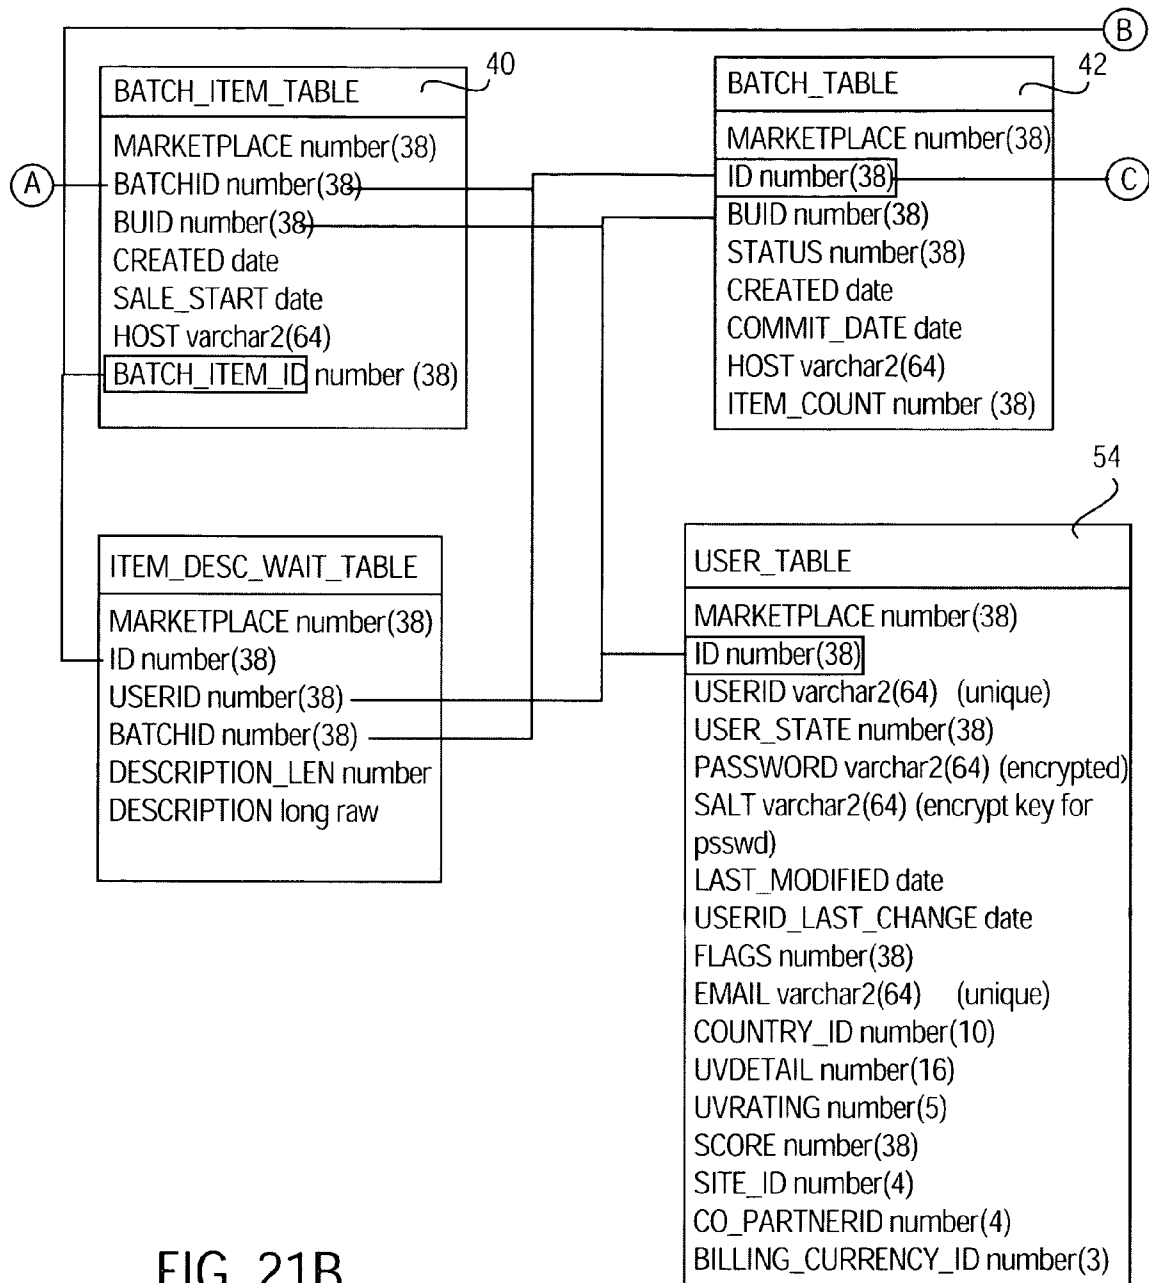 B
40
BATCH_ITEM_TABLE
MARKETPLACE number(38)
A
BATCHID number(38)
BUID number(38)
CREATED date
SALE_START date
HOST varchar2(64)
BATCH_ITEM_ID number (38)
42
BATCH_TABLE
MARKETPLACE number(38)
ID number(38)
C
BUID number(38)
STATUS number(38)
CREATED date
COMMIT_DATE date
HOST varchar2(64)
ITEM_COUNT number (38)
ITEM_DESC_WAIT_TABLE
MARKETPLACE number(38)
ID number(38)
USERID number(38)
BATCHID number(38)
DESCRIPTION_LEN number
DESCRIPTION long raw
54
USER_TABLE
MARKETPLACE number(38)
ID number(38)
USERID varchar2(64) (unique)
USER_STATE number(38)
PASSWORD varchar2(64) (encrypted)
SALT varchar2(64) (encrypt key for
psswd)
LAST_MODIFIED date
USERID_LAST_CHANGE date
FLAGS number(38)
EMAIL varchar2(64) (unique)
COUNTRY_ID number(10)
UVDETAIL number(16)
UVRATING number(5)
SCORE number(38)
SITE_ID number(4)
CO_PARTNERID number(4)
BILLING_CURRENCY_ID number(3)
FIG. 21B